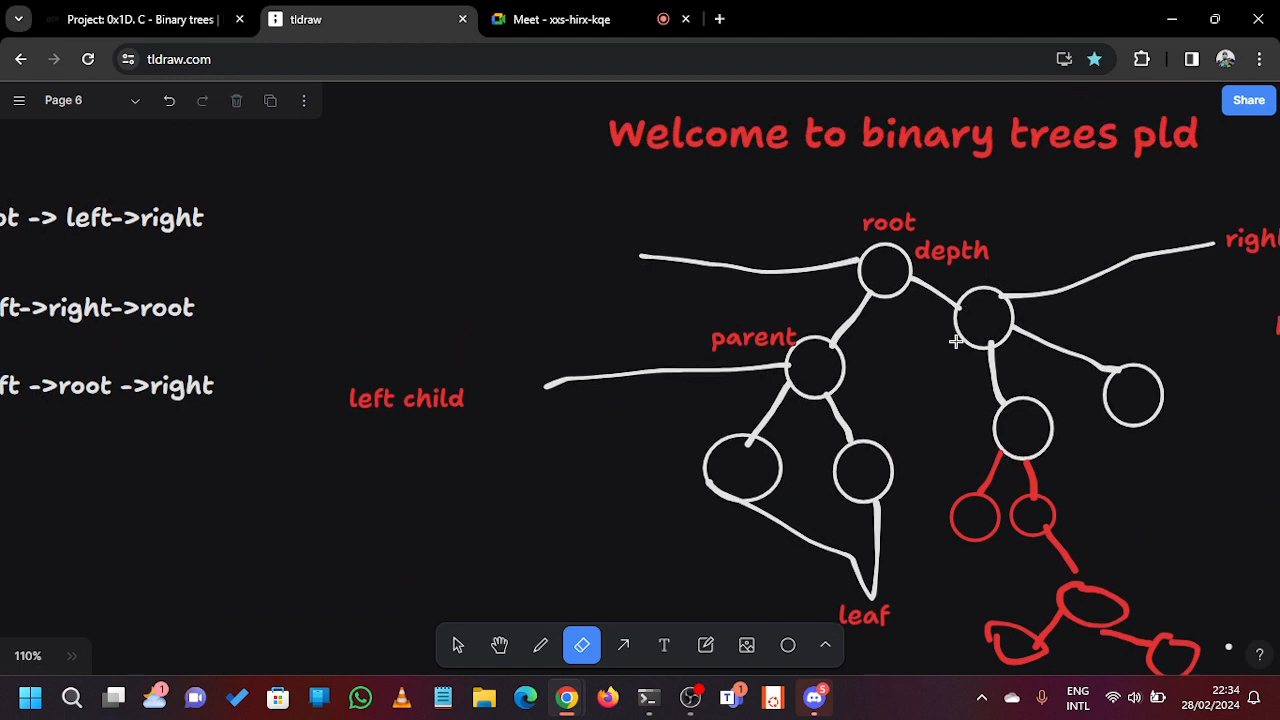 Project: 0x1D. C - Binary trees |
tldraw
Meet - xxs-hirx-kqe
tldraw.com
Page 6
Share
Welcome to binary trees pld
ot -> left->right
root
depth
right
ft->right->root
parent
ft ->root ->right
left child
leaf
110%
ENG
INTL
22:34
28/02/2024